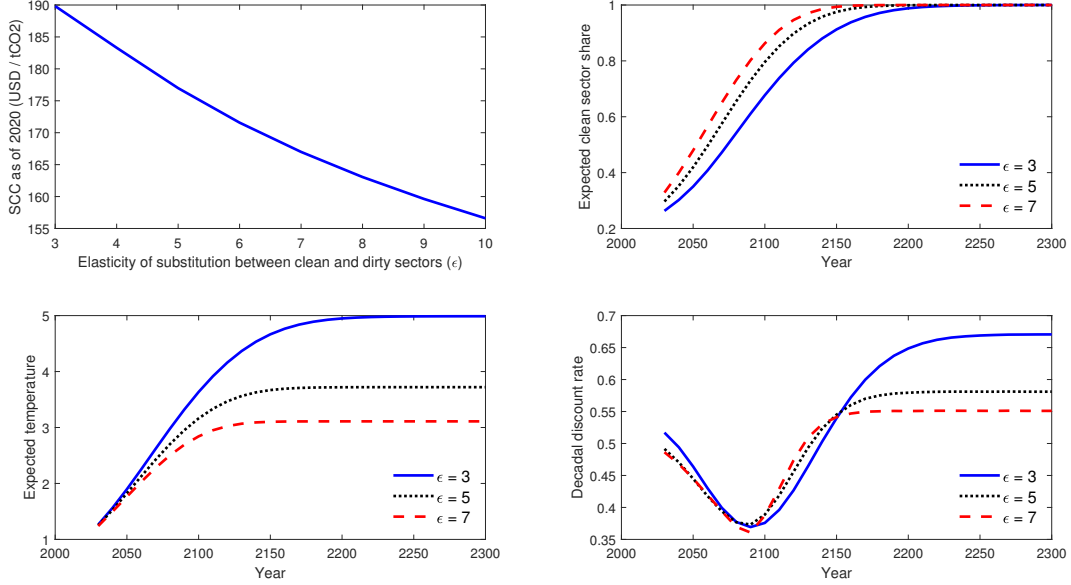 190
185
180
175
170
165
160
155
SCC as of 2020 (USD / tCO2)
3 4 5 6 7 8 9 10
Elasticity of substitution between clean and dirty sectors (ϵ)
1
0.8
0.6
0.4
0.2
Expected clean sector share
ϵ = 3
ϵ = 5
ϵ = 7
2000 2050 2100 2150 2200 2250 2300
Year
5
4
3
2
1
Expected temperature
ϵ = 3
ϵ = 5
ϵ = 7
2000 2050 2100 2150 2200 2250 2300
Year
0.7
0.65
0.6
0.55
0.5
0.45
0.4
0.35
Decadal discount rate
ϵ = 3
ϵ = 5
ϵ = 7
2000 2050 2100 2150 2200 2250 2300
Year